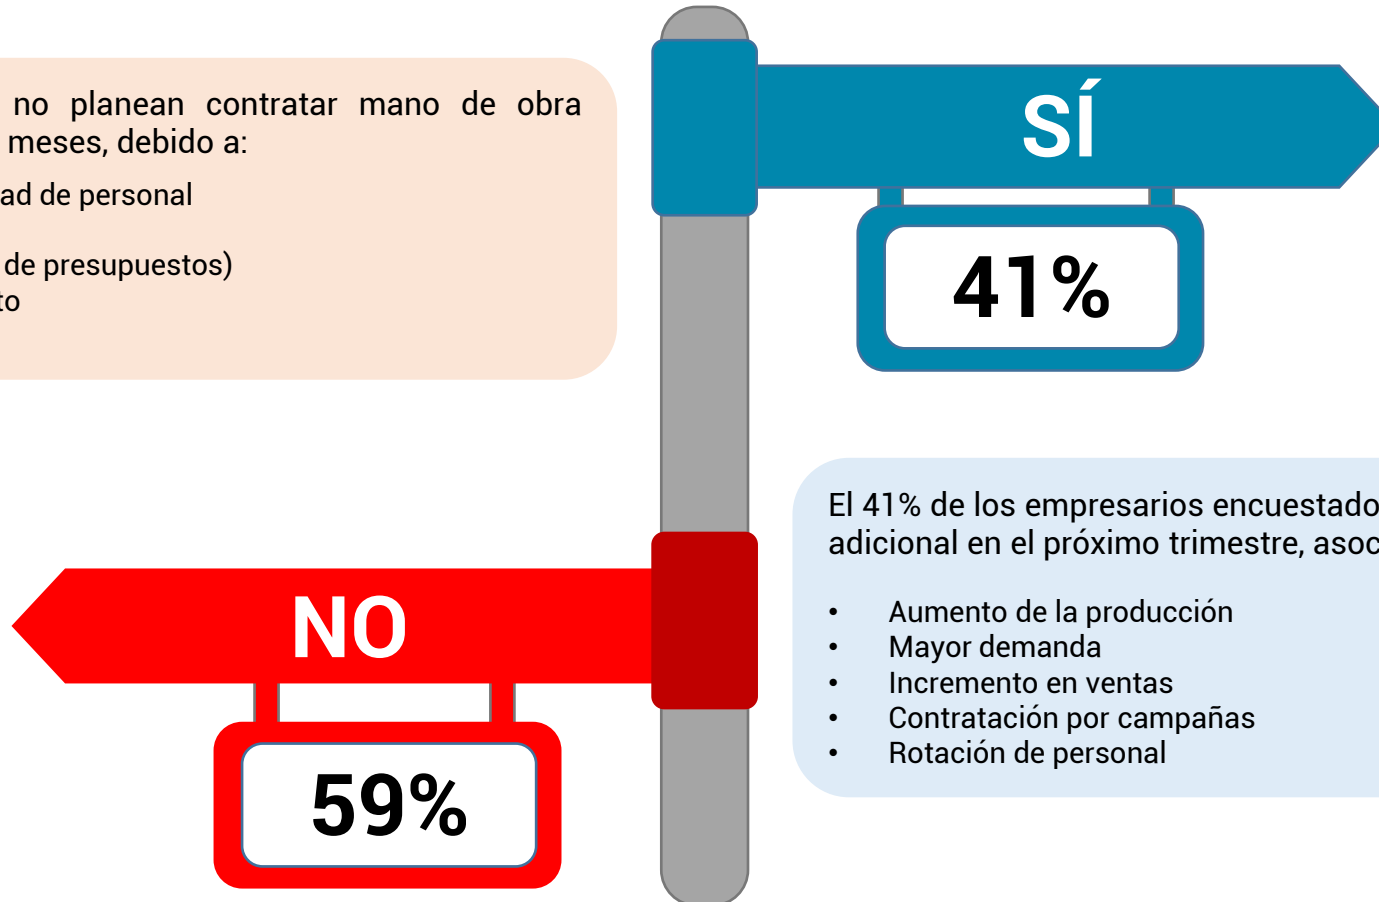 no planean contratar mano de obra
meses, debido a:
ad de personal
de presupuestos)
to
SÍ
41%
El 41% de los empresarios encuestado
adicional en el próximo trimestre, asoc
• Aumento de la producción
• Mayor demanda
• Incremento en ventas
• Contratación por campañas
• Rotación de personal
NO
59%